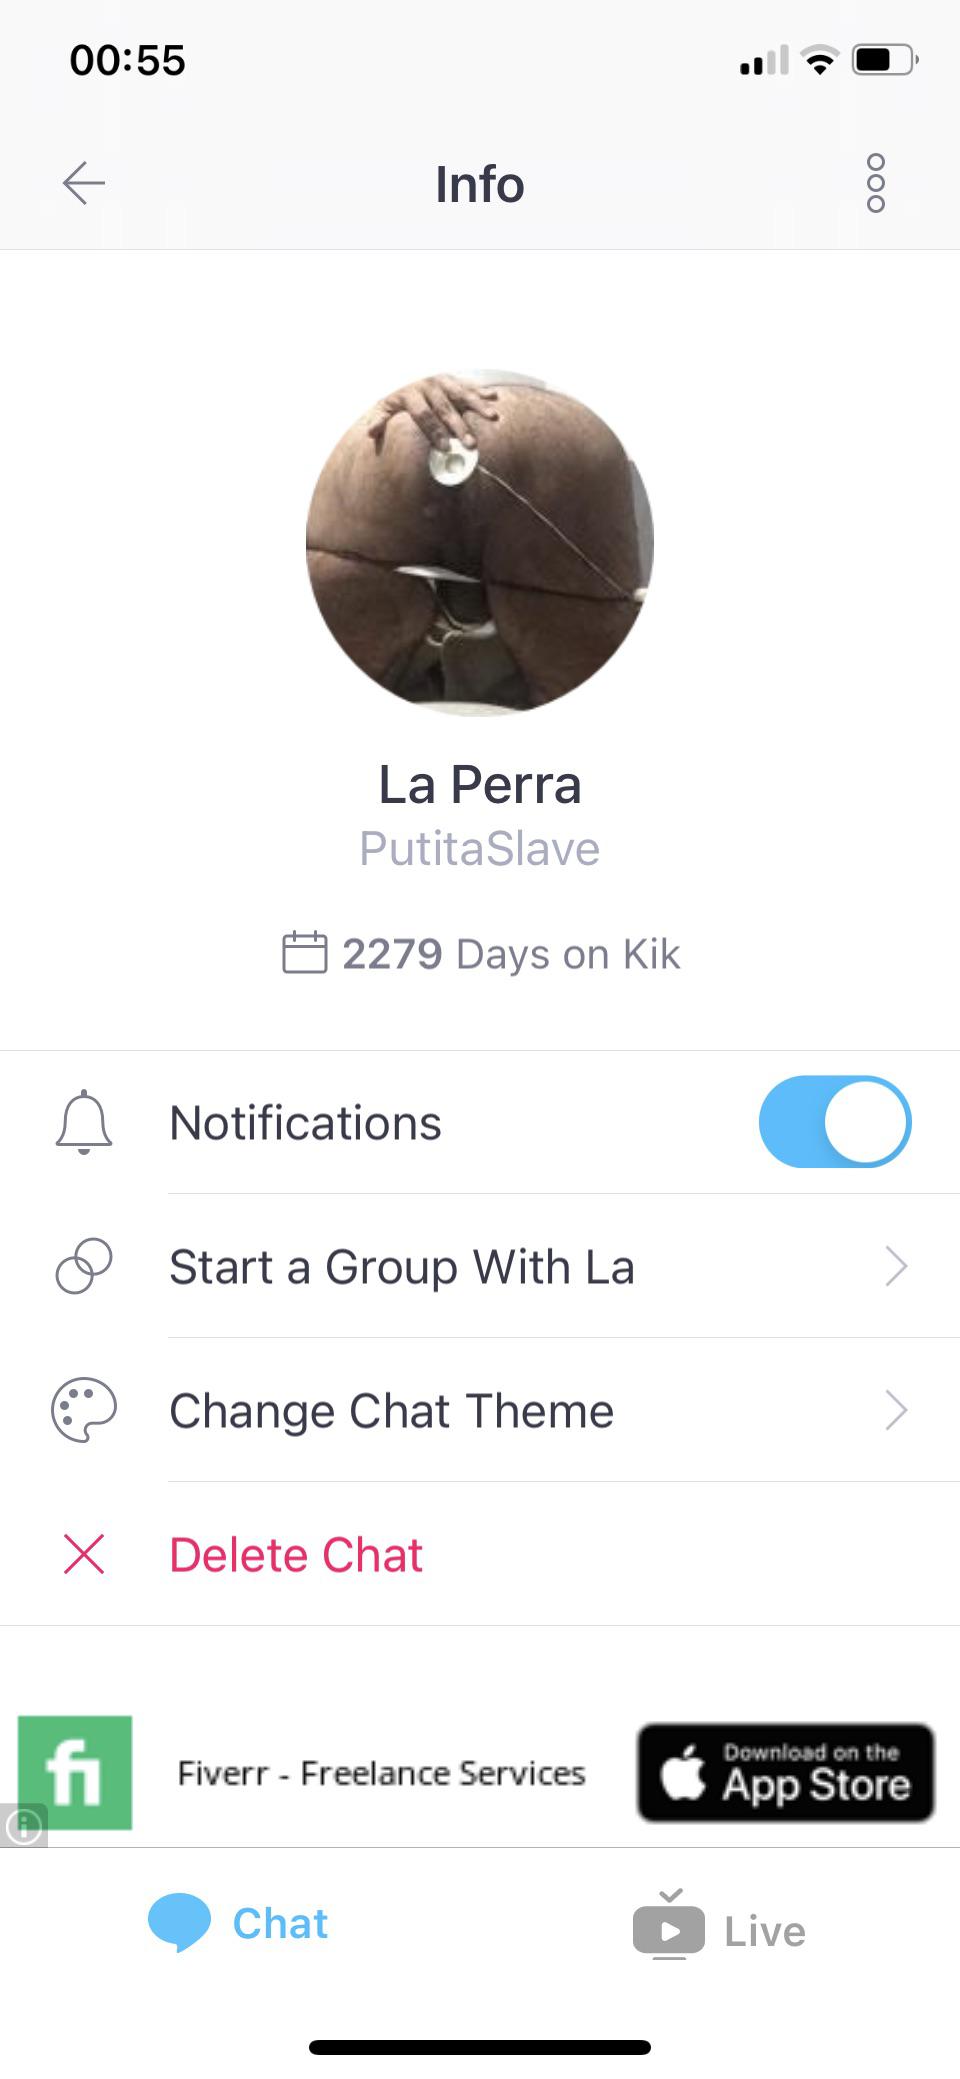 00:55
Info
La Perra
PutitaSlave
2279 Days on Kik
Notifications
Start a Group With La
Change Chat Theme
Delete Chat
fi
Fiverr - Freelance Services
Download on the
App Store
Chat
Live